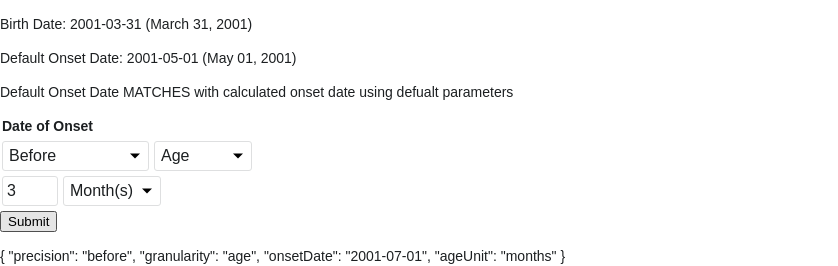 Birth Date: 2001-03-31 (March 31, 2001)
Default Onset Date: 2001-05-01 (May 01, 2001)
Default Onset Date MATCHES with calculated onset date using defualt parameters
Date of Onset
Before Age
3 Month(s)
Submit
{ "precision": "before", "granularity": "age", "onsetDate": "2001-07-01", "ageUnit": "months" }